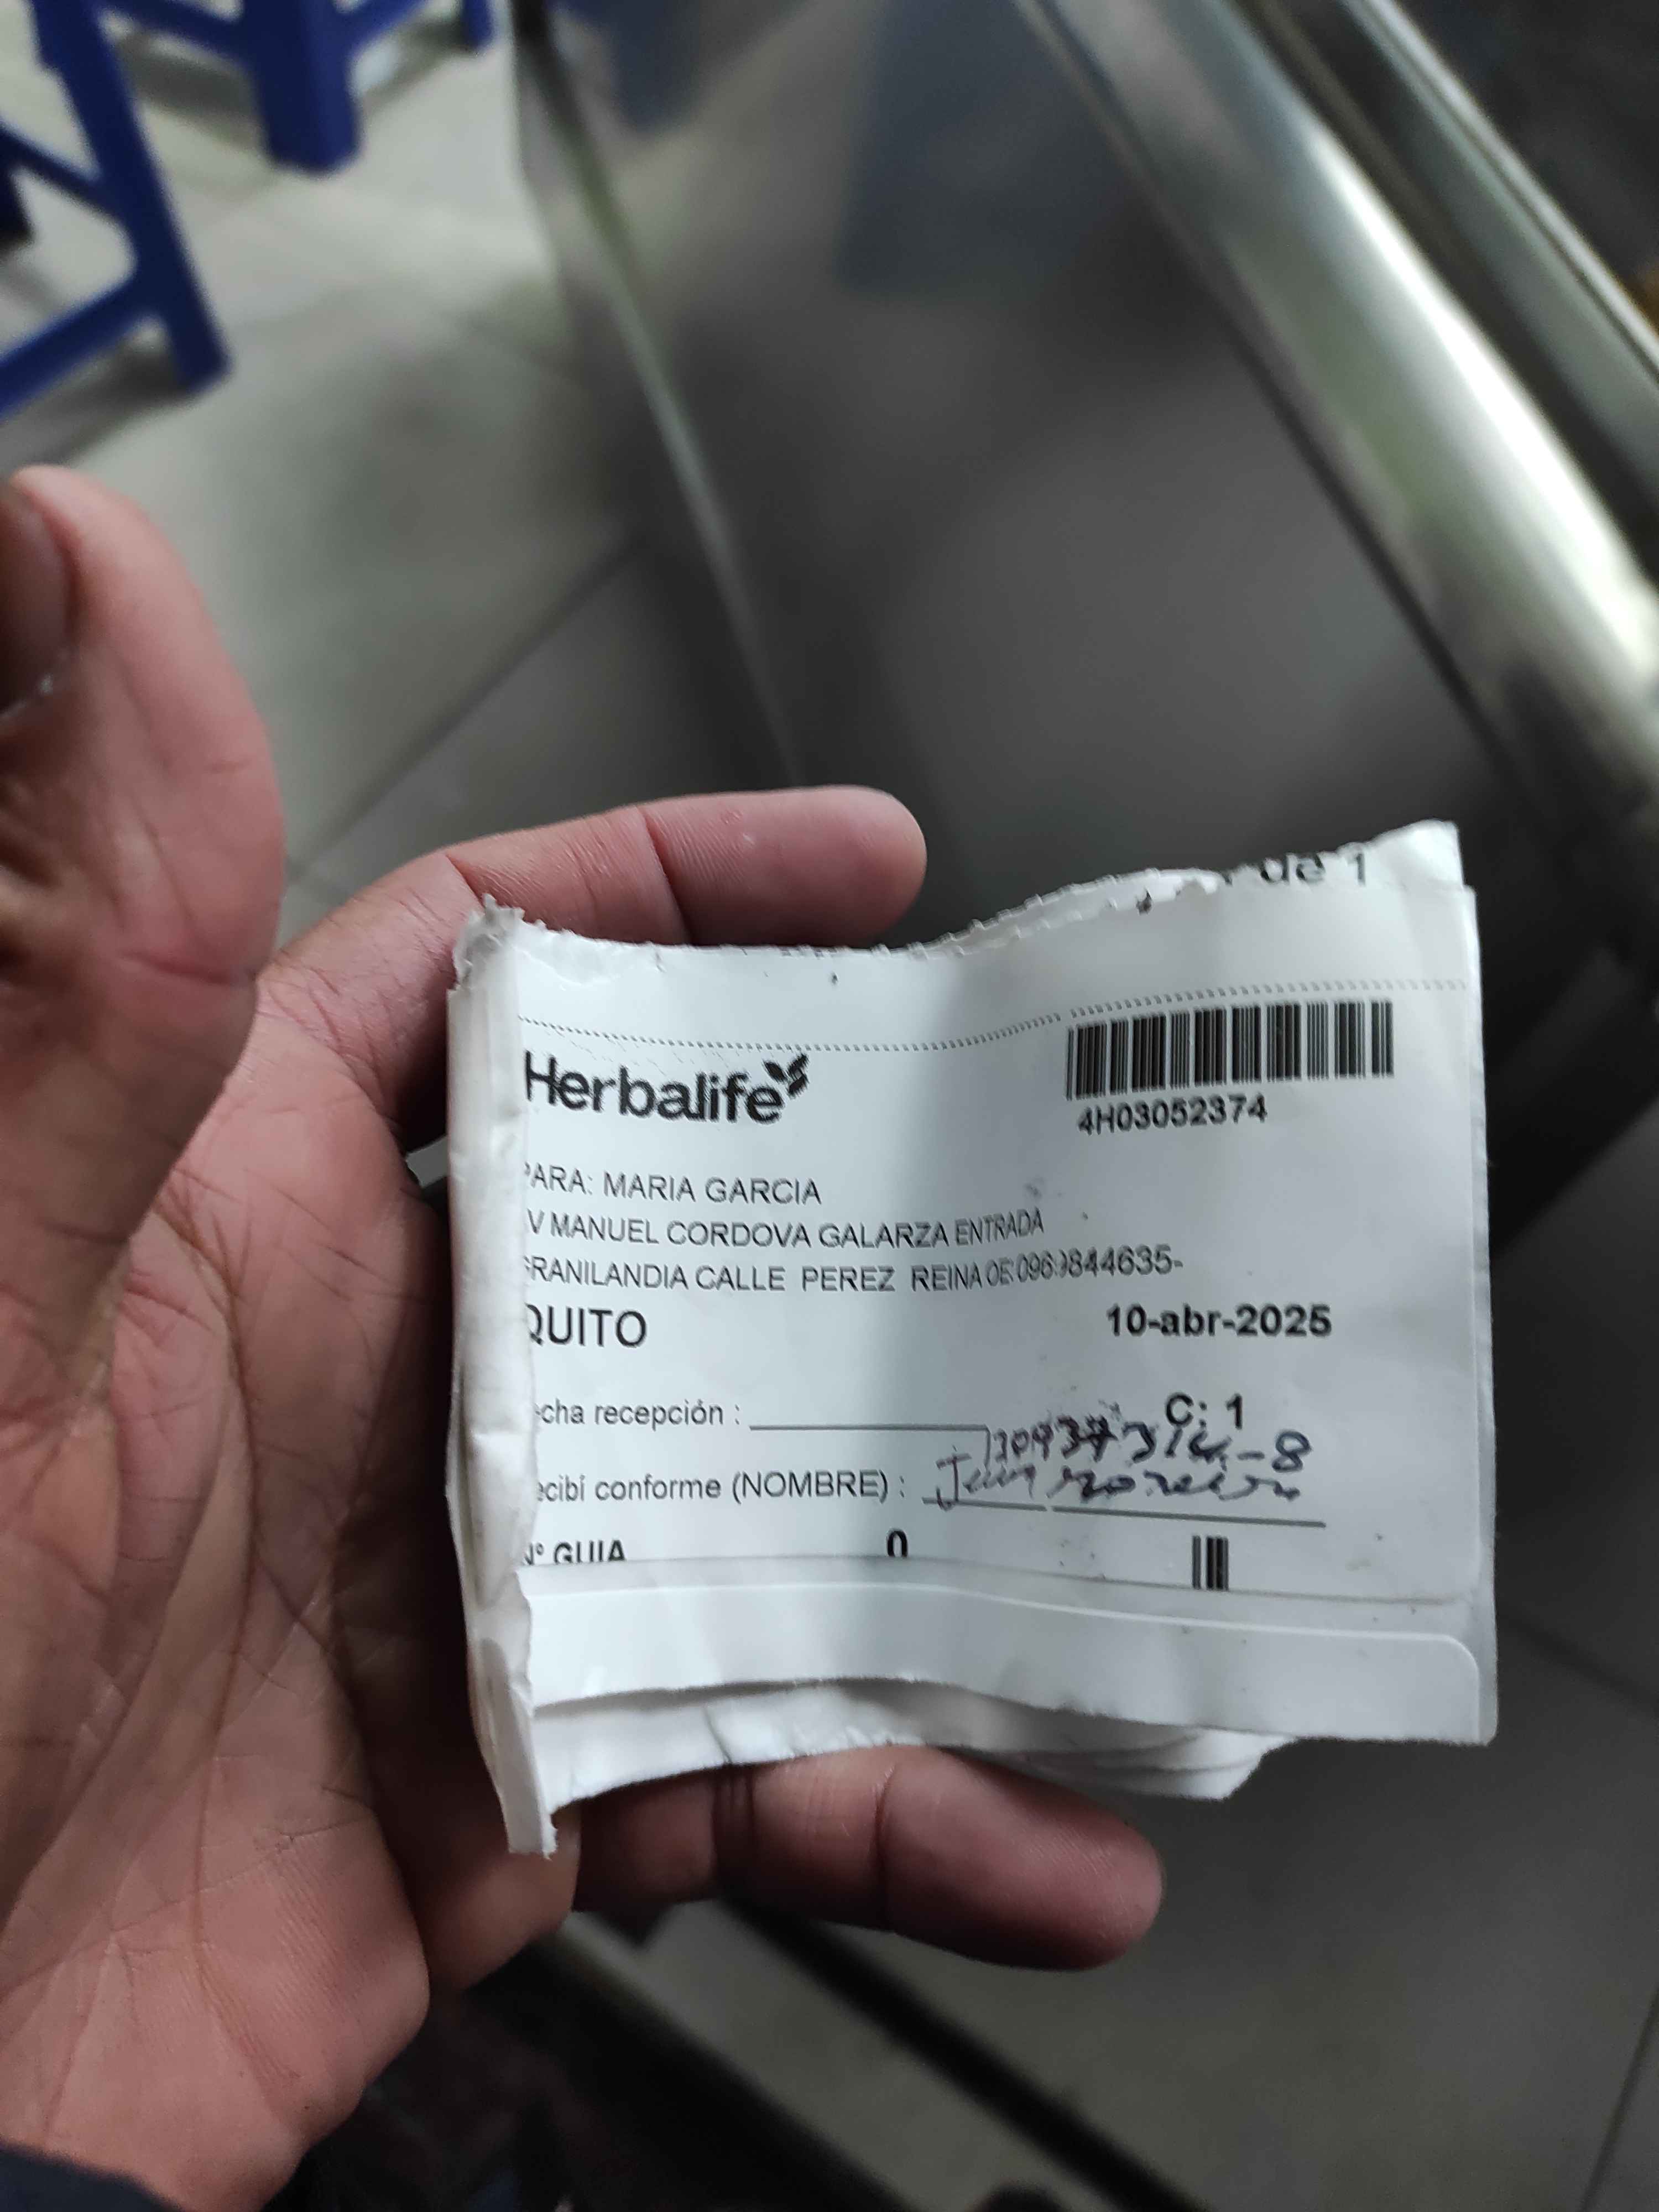 de 1
Herbalife
4H03052374
PARA: MARIA GARCIA
V MANUEL CORDOVA GALARZA ENTRADA
RANILANDIA CALLE PEREZ REINA 0969844635-
QUITO 10-abr-2025
echa recepción : C: 1
ecibí conforme (NOMBRE) :
N° GUIA 0